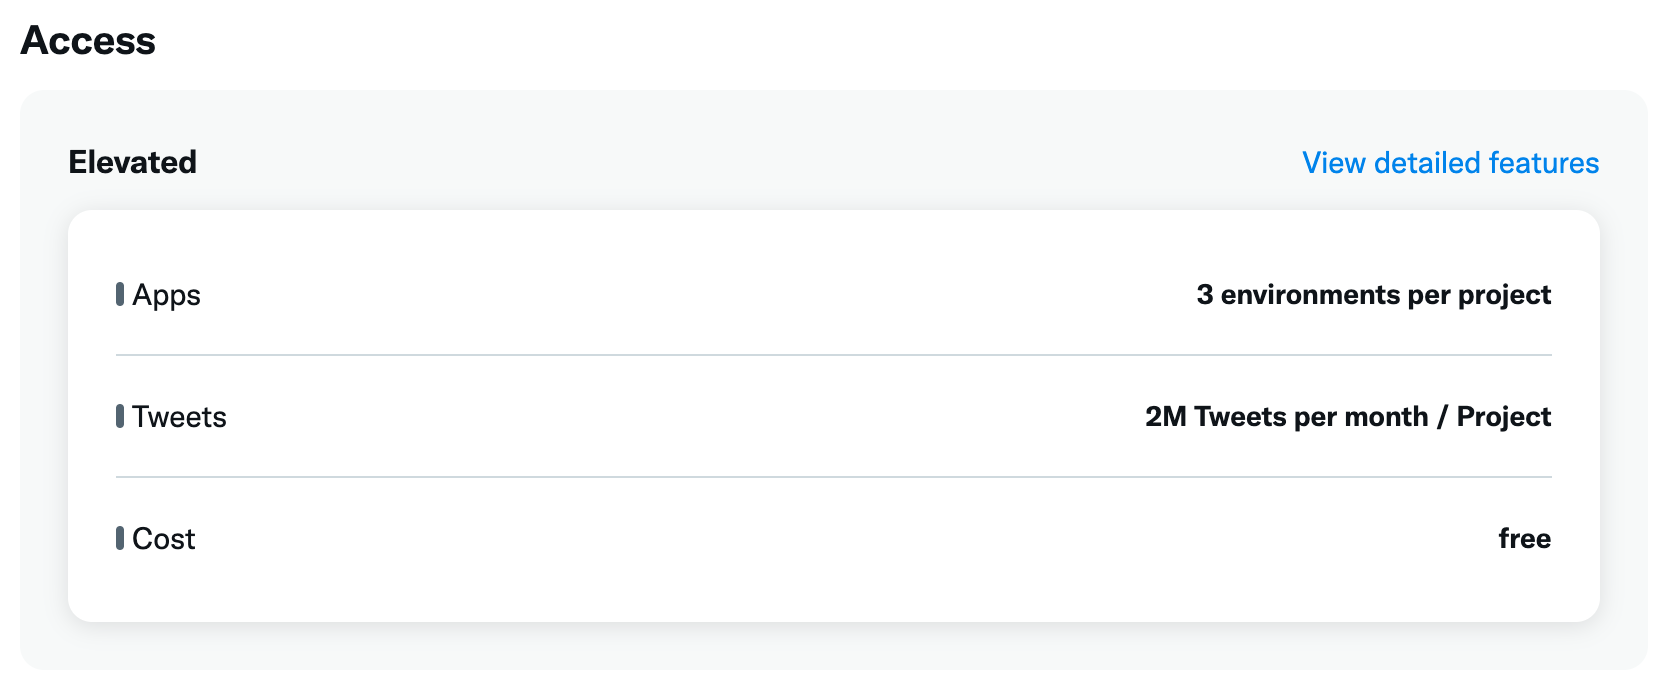 Access
Elevated
View detailed features
Apps
3 environments per project
Tweets
2M Tweets per month / Project
Cost
free